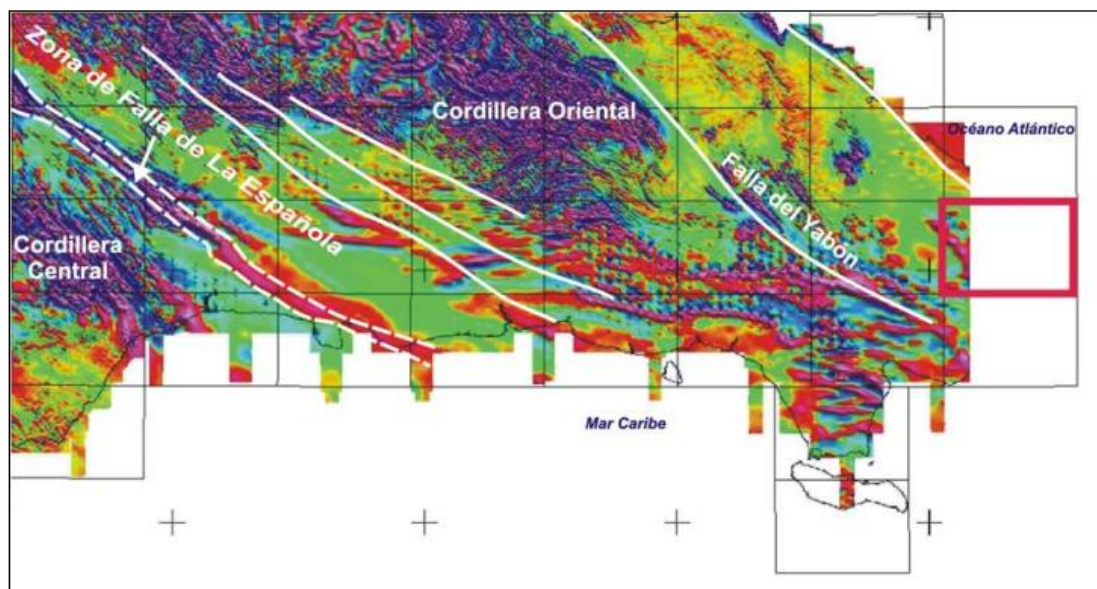 Zona de Falla de La Española
Cordillera Oriental
Océano Atlántico
Falla del Yabón
Cordillera
Central
Mar Caribe